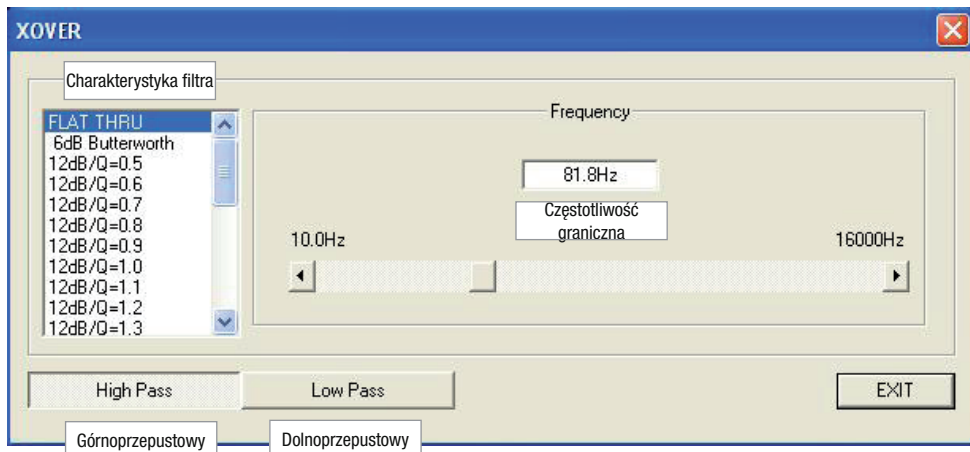 XOVER
Charakterystyka filtra
FLAT THRU
6dB Butterworth
12dB/Q=0.5
12dB/Q=0.6
12dB/Q=0.7
12dB/Q=0.8
12dB/Q=0.9
12dB/Q=1.0
12dB/Q=1.1
12dB/Q=1.2
12dB/Q=1.3
Frequency
81.8Hz
Częstotliwość
graniczna
10.0Hz
16000Hz
High Pass
Low Pass
EXIT
Górnoprzepustowy
Dolnoprzepustowy